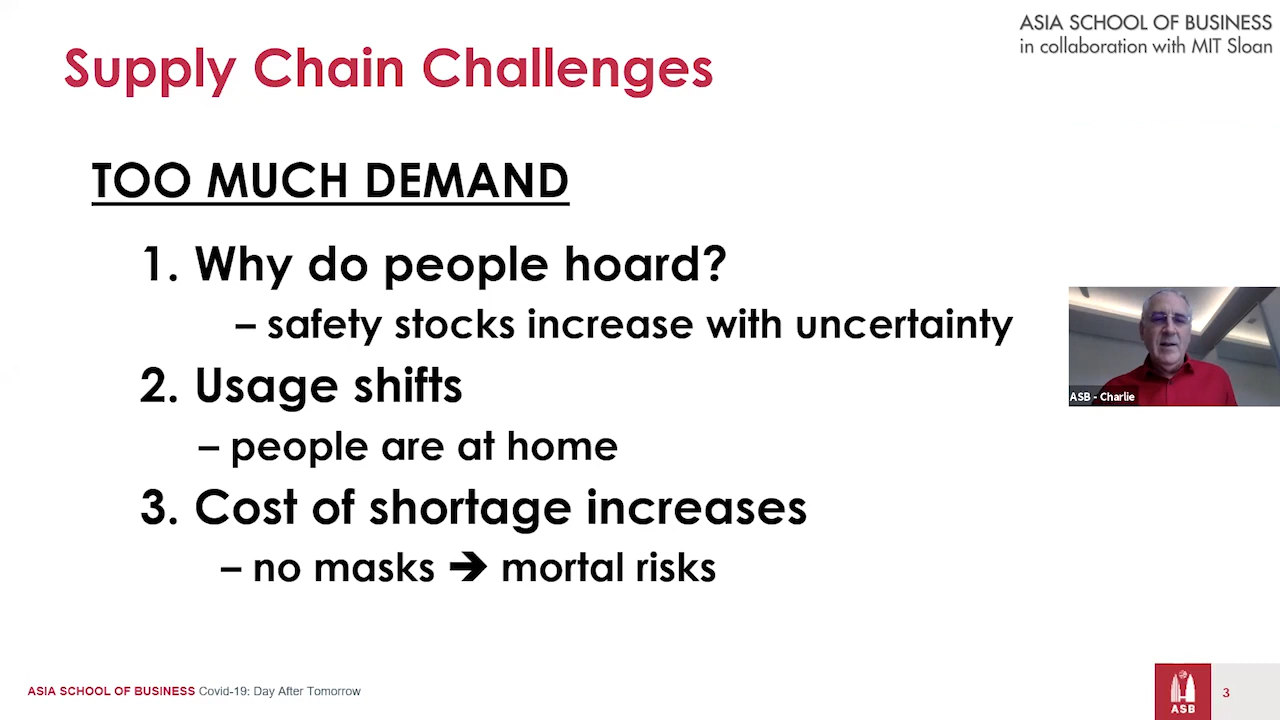 ASIA SCHOOL OF BUSINESS
in collaboration with MIT Sloan
Supply Chain Challenges
TOO MUCH DEMAND
1. Why do people hoard?
– safety stocks increase with uncertainty
2. Usage shifts
– people are at home
3. Cost of shortage increases
– no masks ➔ mortal risks
ASB - Charlie
ASIA SCHOOL OF BUSINESS Covid-19: Day After Tomorrow
ASB
3